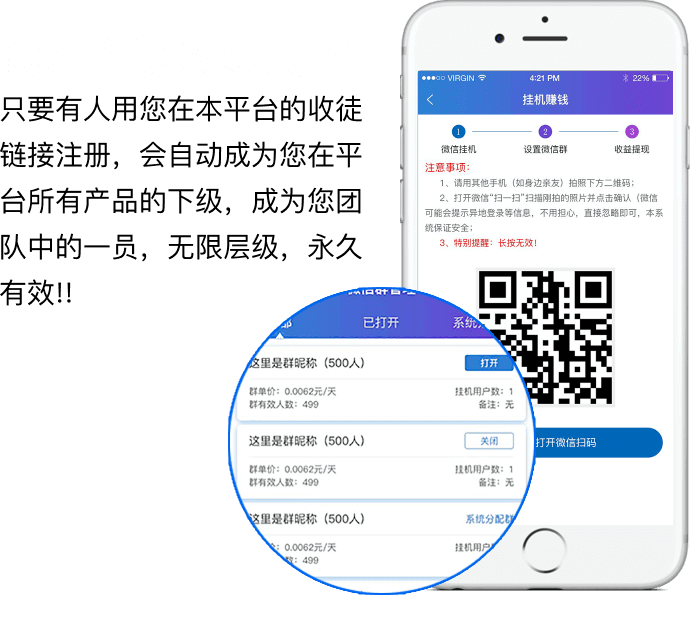 只要有人用您在本平台的收徒
链接注册，会自动成为您在平
台所有产品的下级，成为您团
队中的一员，无限层级，永久
有效!!
VIRGIN 4:21 PM 22%
挂机赚钱
1 2 3
微信挂机 设置微信群 收益提现
注意事项：
1、请用其他手机（如身边亲友）拍照下方二维码；
2、打开微信“扫一扫”扫描刚拍的照片并点击确认（微信
可能会提示异地登录等信息，不用担心，直接忽略即可，本系
统保证安全；
3、特别提醒：长按无效！
打开微信扫码
已打开 系统分
这里是群昵称（500人） 打开
群单价：0.0062元/天 挂机用户数：1
群有效人数：499 备注：无
这里是群昵称（500人） 关闭
群单价：0.0062元/天 挂机用户数：1
群有效人数：499 备注：无
这里是群昵称（500人） 系统分配群
价：0.0062元/天 挂机用户
数：499